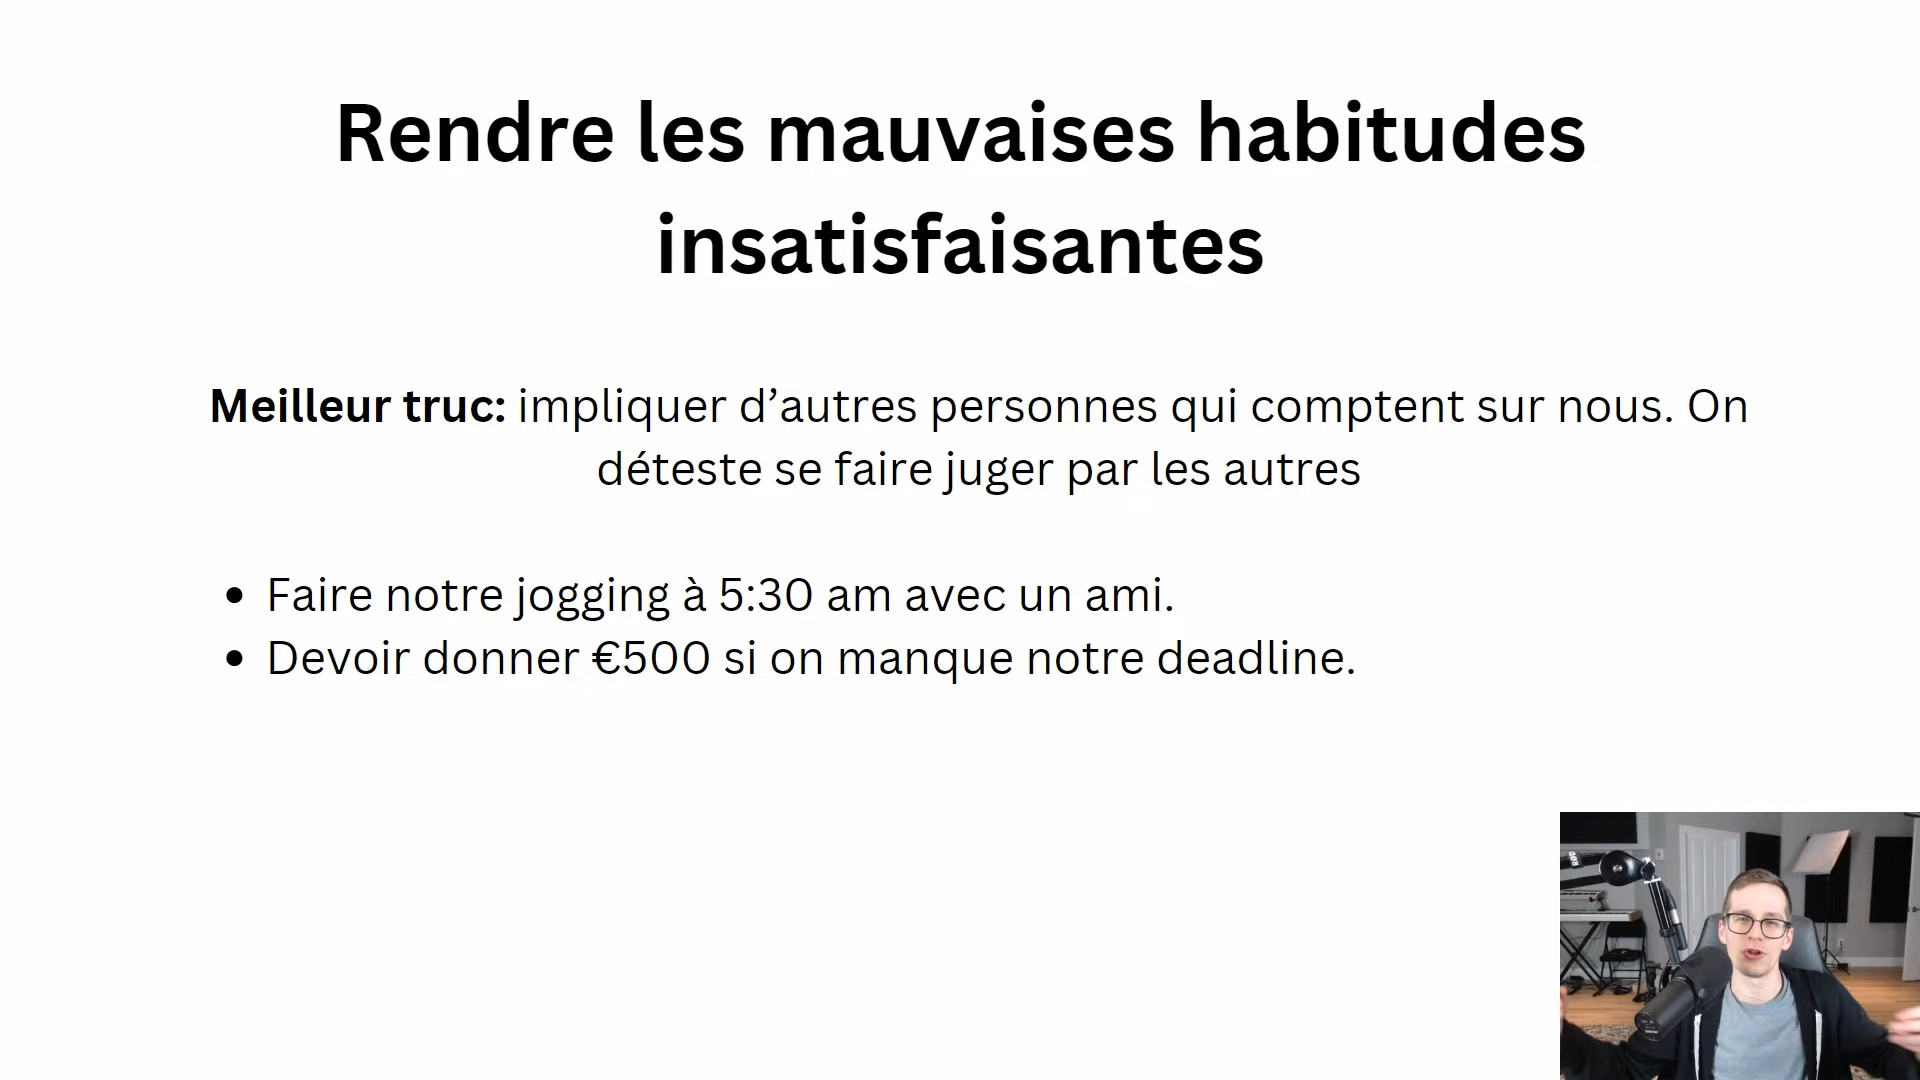 Rendre les mauvaises habitudes
insatisfaisantes
Meilleur truc: impliquer d’autres personnes qui comptent sur nous. On
déteste se faire juger par les autres
• Faire notre jogging à 5:30 am avec un ami.
• Devoir donner €500 si on manque notre deadline.